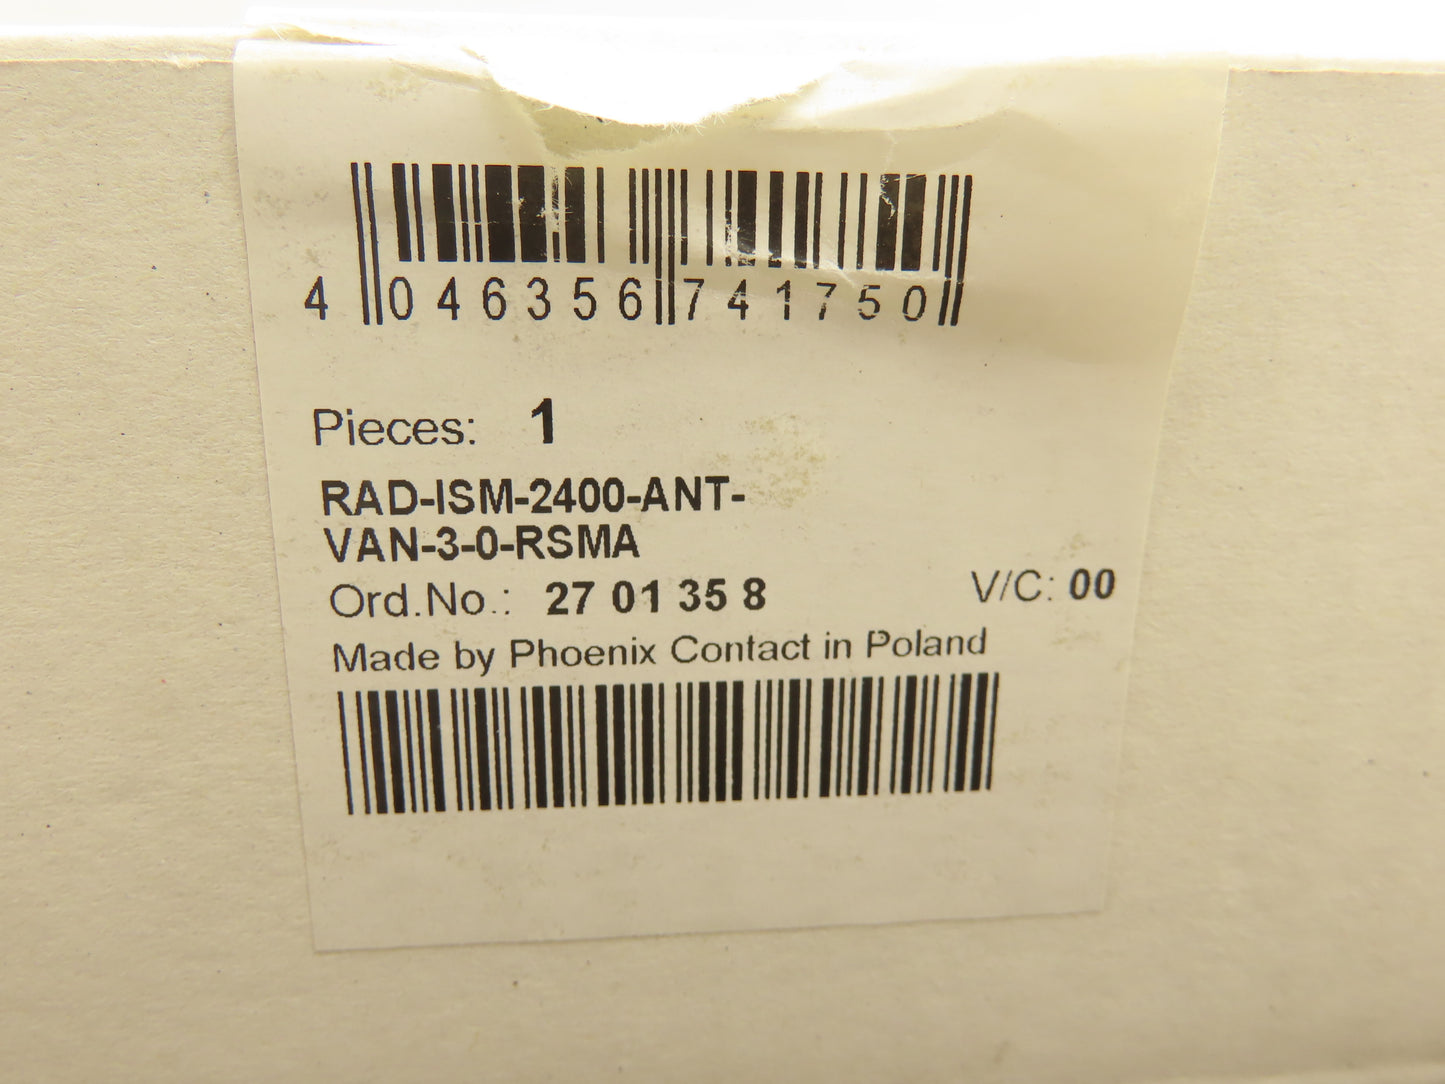 4 046356 741750
Pieces: 1
RAD-ISM-2400-ANT-
VAN-3-0-RSMA
Ord.No.: 27 01 35 8 V/C: 00
Made by Phoenix Contact in Poland